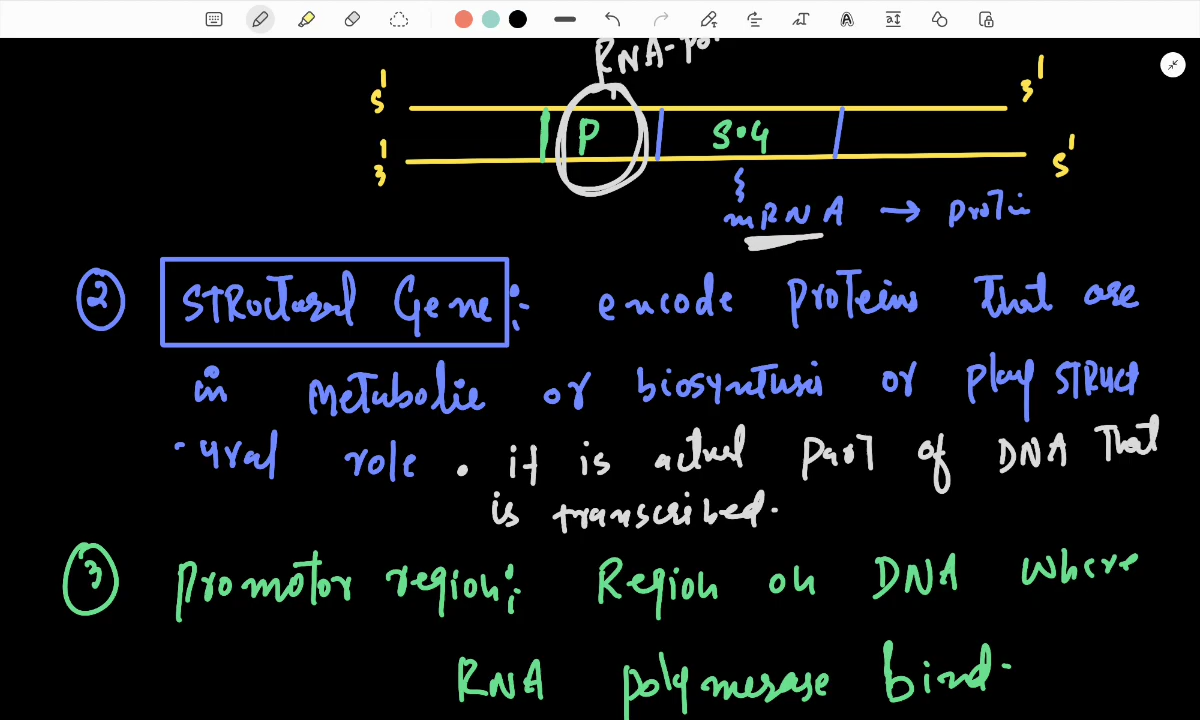 RNA-pol
5' 3'
P S.G
3' 5'
mRNA → protein
② Structural Gene :- encode proteins that are
in metabolic or biosyntusis or play struct
-ural role. it is actual part of DNA that
is transcribed.
③ promotor region :- Region on DNA where
RNA polymerase bind.